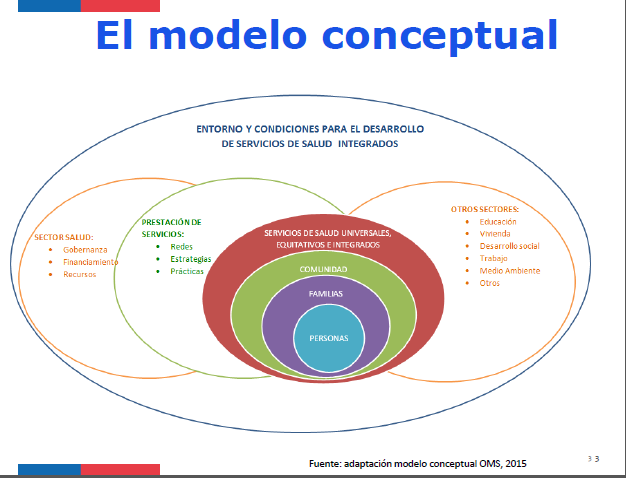 El modelo conceptual
ENTORNO Y CONDICIONES PARA EL DESARROLLO
DE SERVICIOS DE SALUD INTEGRADOS
SECTOR SALUD:
• Gobernanza
• Financiamiento
• Recursos
PRESTACIÓN DE
SERVICIOS:
• Redes
• Estrategias
• Prácticas
SERVICIOS DE SALUD UNIVERSALES,
EQUITATIVOS E INTEGRADOS
COMUNIDAD
FAMILIAS
PERSONAS
OTROS SECTORES:
• Educación
• Vivienda
• Desarrollo social
• Trabajo
• Medio Ambiente
• Otros
Fuente: adaptación modelo conceptual OMS, 2015
3 3